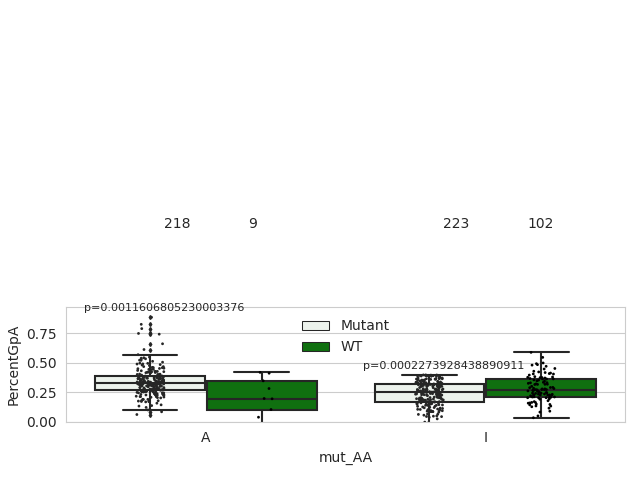 218 9 223 102
p=0.0011606805230003376
Mutant
WT
p=0.0002273928438890911
0.75
0.50
0.25
0.00
PercentGpA
A I
mut_AA